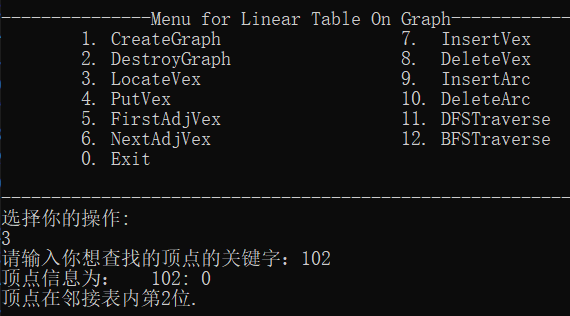 ---------------Menu for Linear Table On Graph------------
1. CreateGraph 7. InsertVex
2. DestroyGraph 8. DeleteVex
3. LocateVex 9. InsertArc
4. PutVex 10. DeleteArc
5. FirstAdjVex 11. DFSTraverse
6. NextAdjVex 12. BFSTraverse
0. Exit
---------------------------------------------------------
选择你的操作:
3
请输入你想查找的顶点的关键字：102
顶点信息为： 102: 0
顶点在邻接表内第2位.